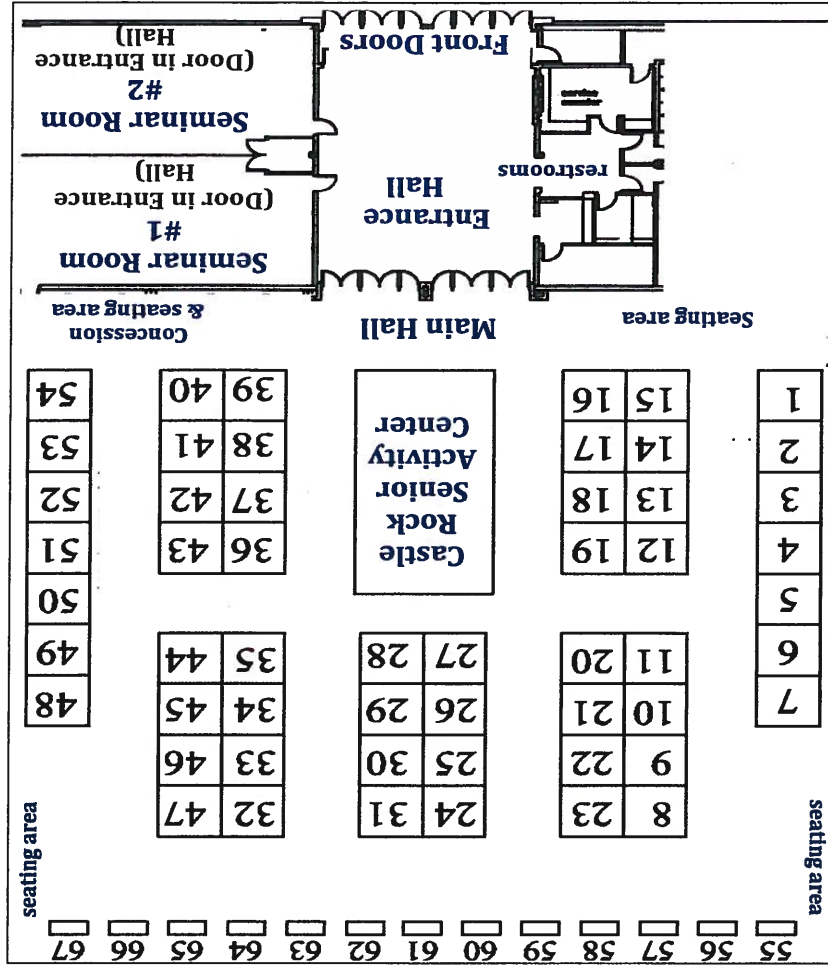 55 56 57 58 59 60 61 62 63 64 65 66 67
seating area
seating area
8 23 24 31 32 47
9 22 25 30 33 46
7 10 21 26 29 34 45 48
6 11 20 27 28 35 44 49
5 50
4 12 19 36 43 51
3 13 18 37 42 52
2 14 17 38 41 53
1 15 16 39 40 54
Castle
Rock
Senior
Activity
Center
Seating area
Main Hall
Concession
& seating area
Entrance
Hall
restrooms
service
counter
Seminar Room
#1
(Door in Entrance
Hall)
Seminar Room
#2
(Door in Entrance
Hall)
Front Doors